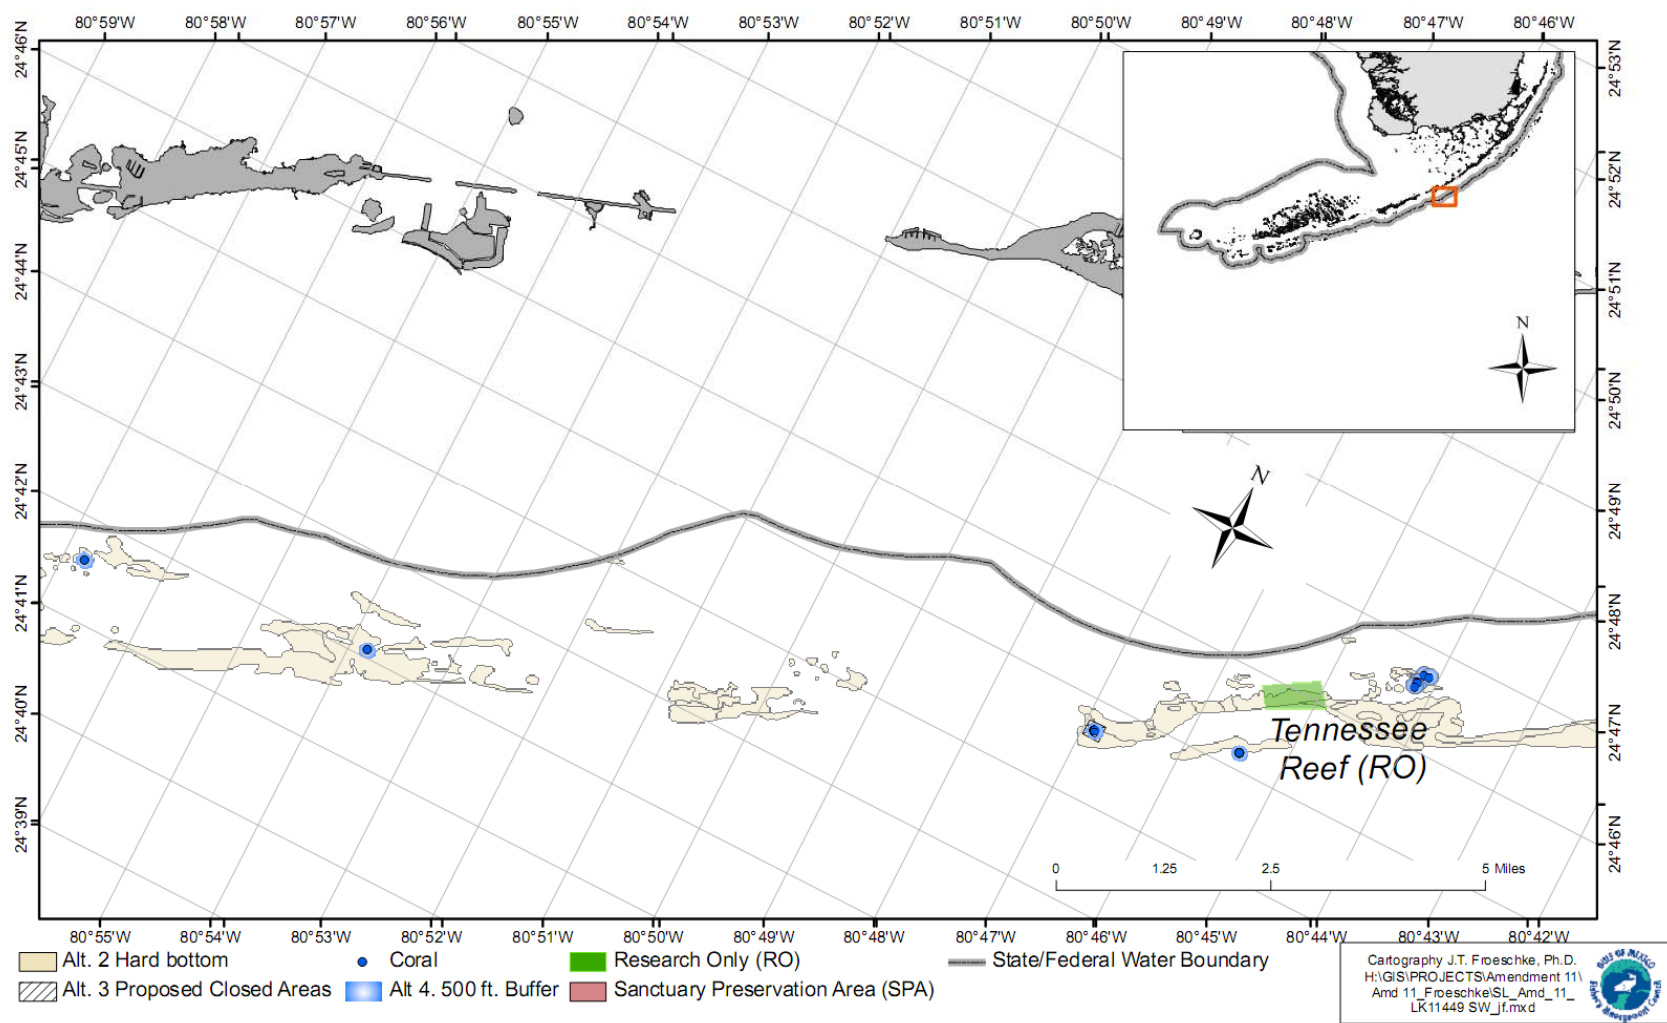 80°59'W 80°58'W 80°57'W 80°56'W 80°55'W 80°54'W 80°53'W 80°52'W 80°51'W 80°50'W 80°49'W 80°48'W 80°47'W 80°46'W
24°46'N
24°45'N
24°44'N
24°43'N
24°42'N
24°41'N
24°40'N
24°39'N
24°53'N
24°52'N
24°51'N
24°50'N
24°49'N
24°48'N
24°47'N
24°46'N
N
N
Tennessee
Reef (RO)
0 1.25 2.5 5 Miles
80°55'W 80°54'W 80°53'W 80°52'W 80°51'W 80°50'W 80°49'W 80°48'W 80°47'W 80°46'W 80°45'W 80°44'W 80°43'W 80°42'W
Alt. 2 Hard bottom Coral Research Only (RO) State/Federal Water Boundary
Alt. 3 Proposed Closed Areas Alt 4. 500 ft. Buffer Sanctuary Preservation Area (SPA)
Cartography J.T. Froeschke, Ph.D.
H:\GIS\PROJECTS\Amendment 11\
Amd 11_Froeschke\SL_Amd_11_
LK11449 SW_jf.mxd
GULF OF MEXICO
Fishery Management Council